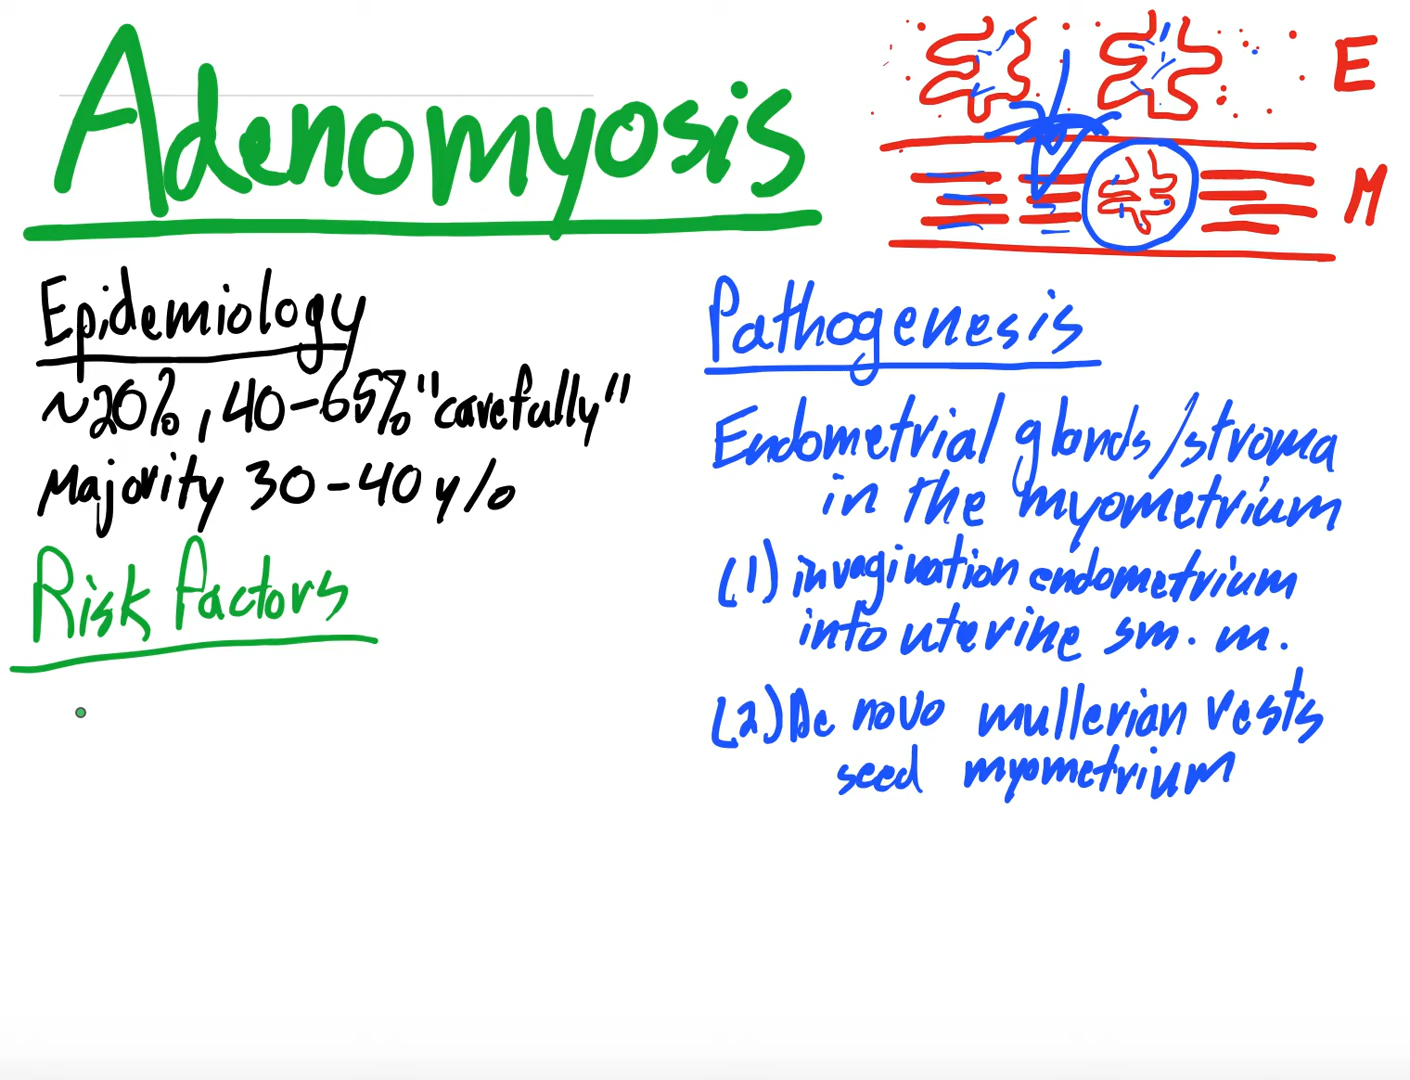 Adenomyosis
E
M
Epidemiology
~20%, 40-65% "carefully"
Majority 30-40 y/o
Risk Factors
Pathogenesis
Endometrial glands/stroma
in the myometrium
(1) invagination endometrium
into uterine sm. m.
(2) De novo mullerian rests
seed myometrium